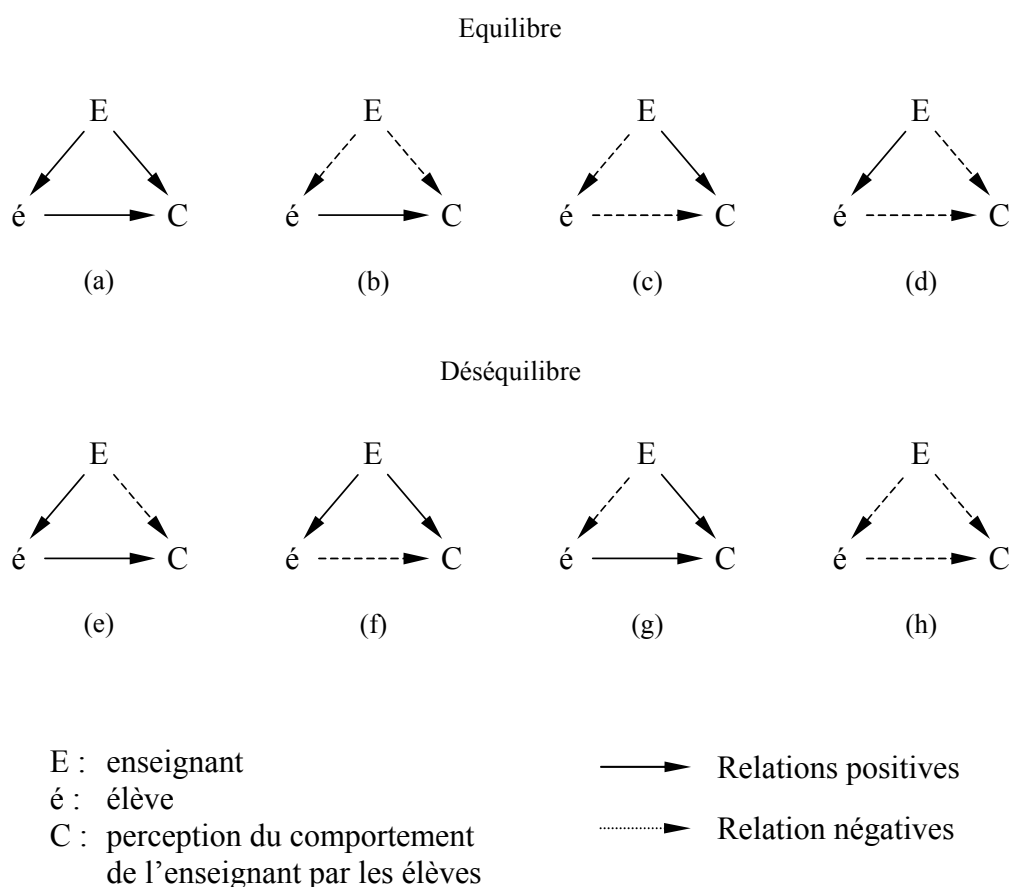 Equilibre
E E E E
é C é C é C é C
(a) (b) (c) (d)
Déséquilibre
E E E E
é C é C é C é C
(e) (f) (g) (h)
E : enseignant
é : élève
C : perception du comportement
de l’enseignant par les élèves
Relations positives
Relation négatives